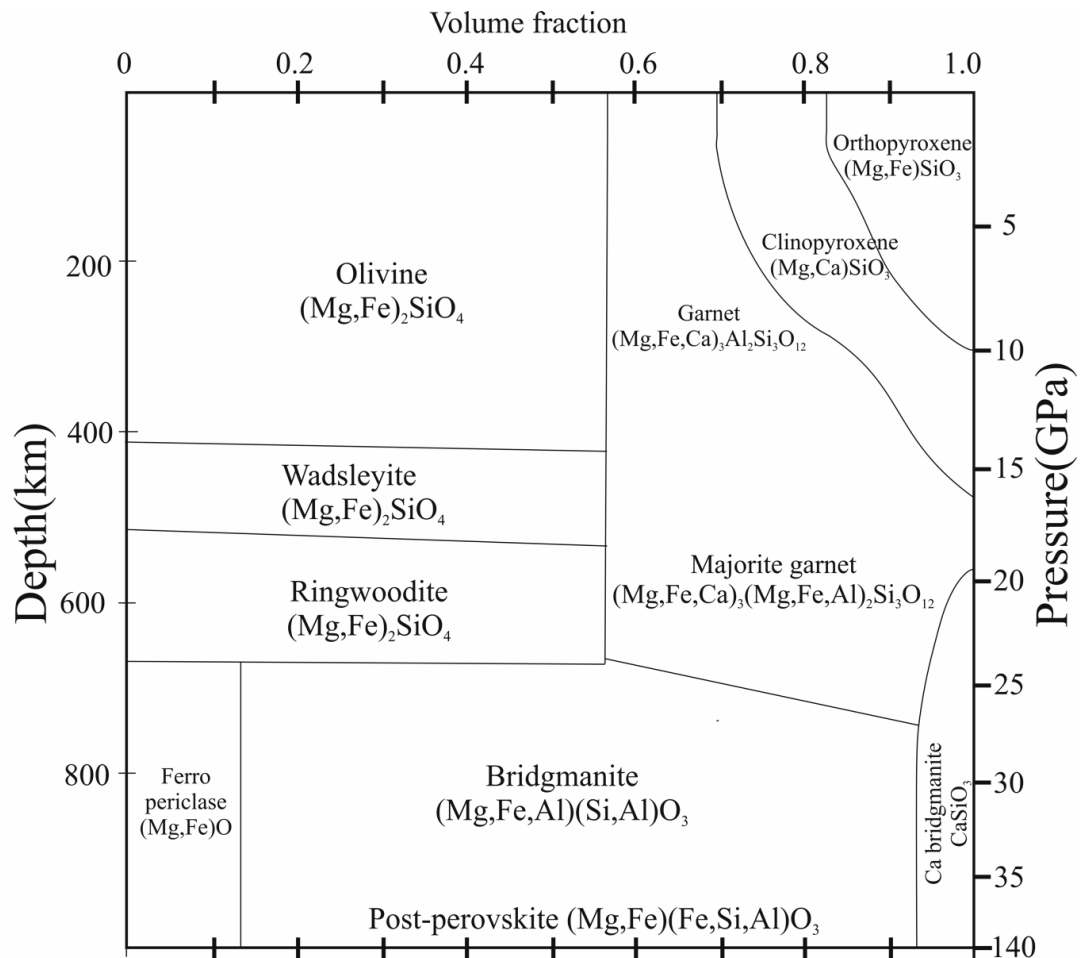 Volume fraction
0 0.2 0.4 0.6 0.8 1.0
Orthopyroxene
(Mg,Fe)SiO₃
5
Clinopyroxene
(Mg,Ca)SiO₃
200
Olivine
(Mg,Fe)₂SiO₄
Garnet
(Mg,Fe,Ca)₃Al₂Si₃O₁₂
10
400
Wadsleyite
(Mg,Fe)₂SiO₄
15
Depth(km)
Pressure(GPa)
Majorite garnet
(Mg,Fe,Ca)₃(Mg,Fe,Al)₂Si₃O₁₂
20
600
Ringwoodite
(Mg,Fe)₂SiO₄
25
800
Ferro
periclase
(Mg,Fe)O
Bridgmanite
(Mg,Fe,Al)(Si,Al)O₃
Ca bridgmanite
CaSiO₃
30
35
Post-perovskite (Mg,Fe)(Fe,Si,Al)O₃
140